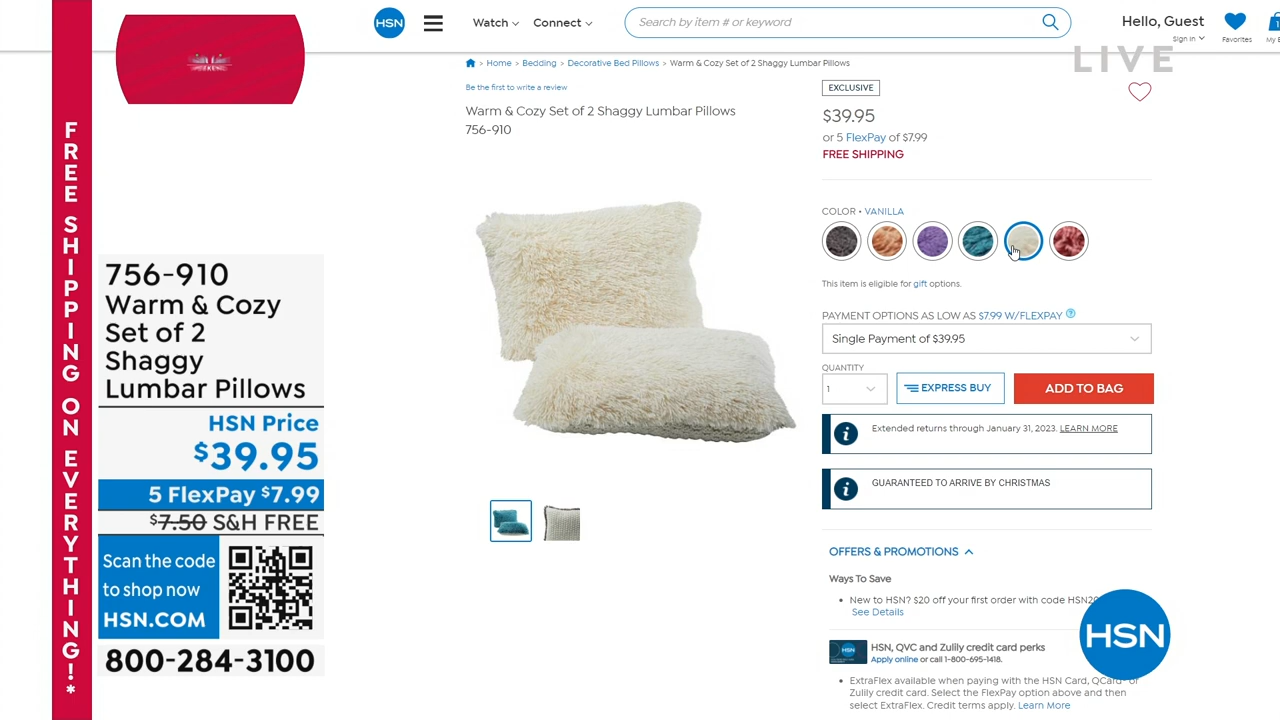 FREE SHIPPING ON EVERYTHING!*
756-910
Warm & Cozy
Set of 2
Shaggy
Lumbar Pillows
HSN Price
$39.95
5 FlexPay $7.99
$7.50 S&H FREE
Scan the code
to shop now
HSN.COM
800-284-3100
HSN
Watch
Connect
Search by item # or keyword
Hello, Guest
Sign In
Favorites
LIVE
> Home > Bedding > Decorative Bed Pillows > Warm & Cozy Set of 2 Shaggy Lumbar Pillows
Be the first to write a review
Warm & Cozy Set of 2 Shaggy Lumbar Pillows
756-910
EXCLUSIVE
$39.95
or 5 FlexPay of $7.99
FREE SHIPPING
COLOR • VANILLA
This item is eligible for gift options.
PAYMENT OPTIONS AS LOW AS $7.99 W/FLEXPAY ?
Single Payment of $39.95
QUANTITY
1
EXPRESS BUY
ADD TO BAG
i Extended returns through January 31, 2023. LEARN MORE
i GUARANTEED TO ARRIVE BY CHRISTMAS
OFFERS & PROMOTIONS
Ways To Save
• New to HSN? $20 off your first order with code
See Details
HSN, QVC and Zulily credit card perks
Apply online or call 1-800-695-1418.
• ExtraFlex available when paying with the HSN Card, QCard® or
Zulily credit card. Select the FlexPay option above and then
select ExtraFlex. Credit terms apply. Learn More
HSN